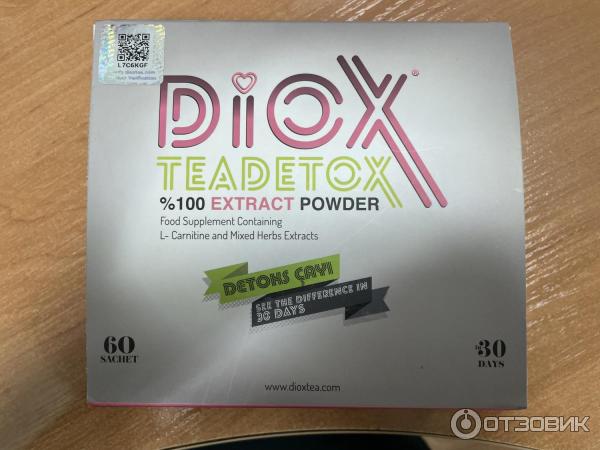 L7C6KGF
DiOX
TEADETOX
%100 EXTRACT POWDER
Food Supplement Containing
L- Carnitine and Mixed Herbs Extracts
DETOKS ÇAYI
SEE THE DIFFERENCE IN
30 DAYS
60
SACHET
30
DAYS
www.dioxtea.com
ОТЗОВИК